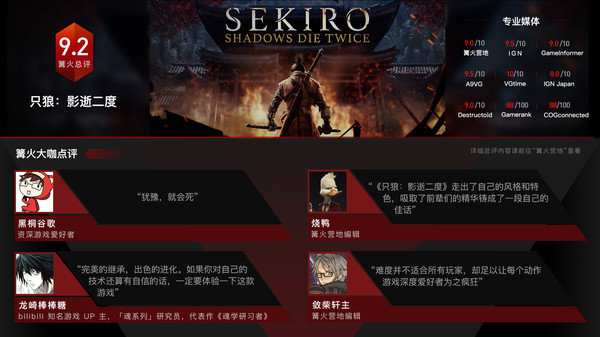 9.2
篝火总评
只狼：影逝二度
SEKIRO
SHADOWS DIE TWICE
专业媒体
9.0/10 9.5/10 9.0/10
篝火营地 IGN GameInformer
9.5/10 10/10 8.0/10
A9VG VGtime IGN Japan
9.0/10 88/100 88/100
Destructoid Gamerank COGconnected
篝火大咖点评
详细总评内容请前往“篝火营地”查看
“犹豫，就会死”
黑桐谷歌
资深游戏爱好者
“《只狼：影逝二度》走出了自己的风格和特
色，吸取了前辈们的精华铸成了一段自己的
佳话”
烧鸭
篝火营地编辑
“完美的继承，出色的进化。如果你对自己的
技术还算有自信的话，一定要体验一下这款
游戏”
龙崎棒棒糖
bilibili 知名游戏 UP 主，「魂系列」研究员，代表作《魂学研习者》
“难度并不适合所有玩家，却足以让每个动作
游戏深度爱好者为之疯狂”
敛柴轩主
篝火营地编辑